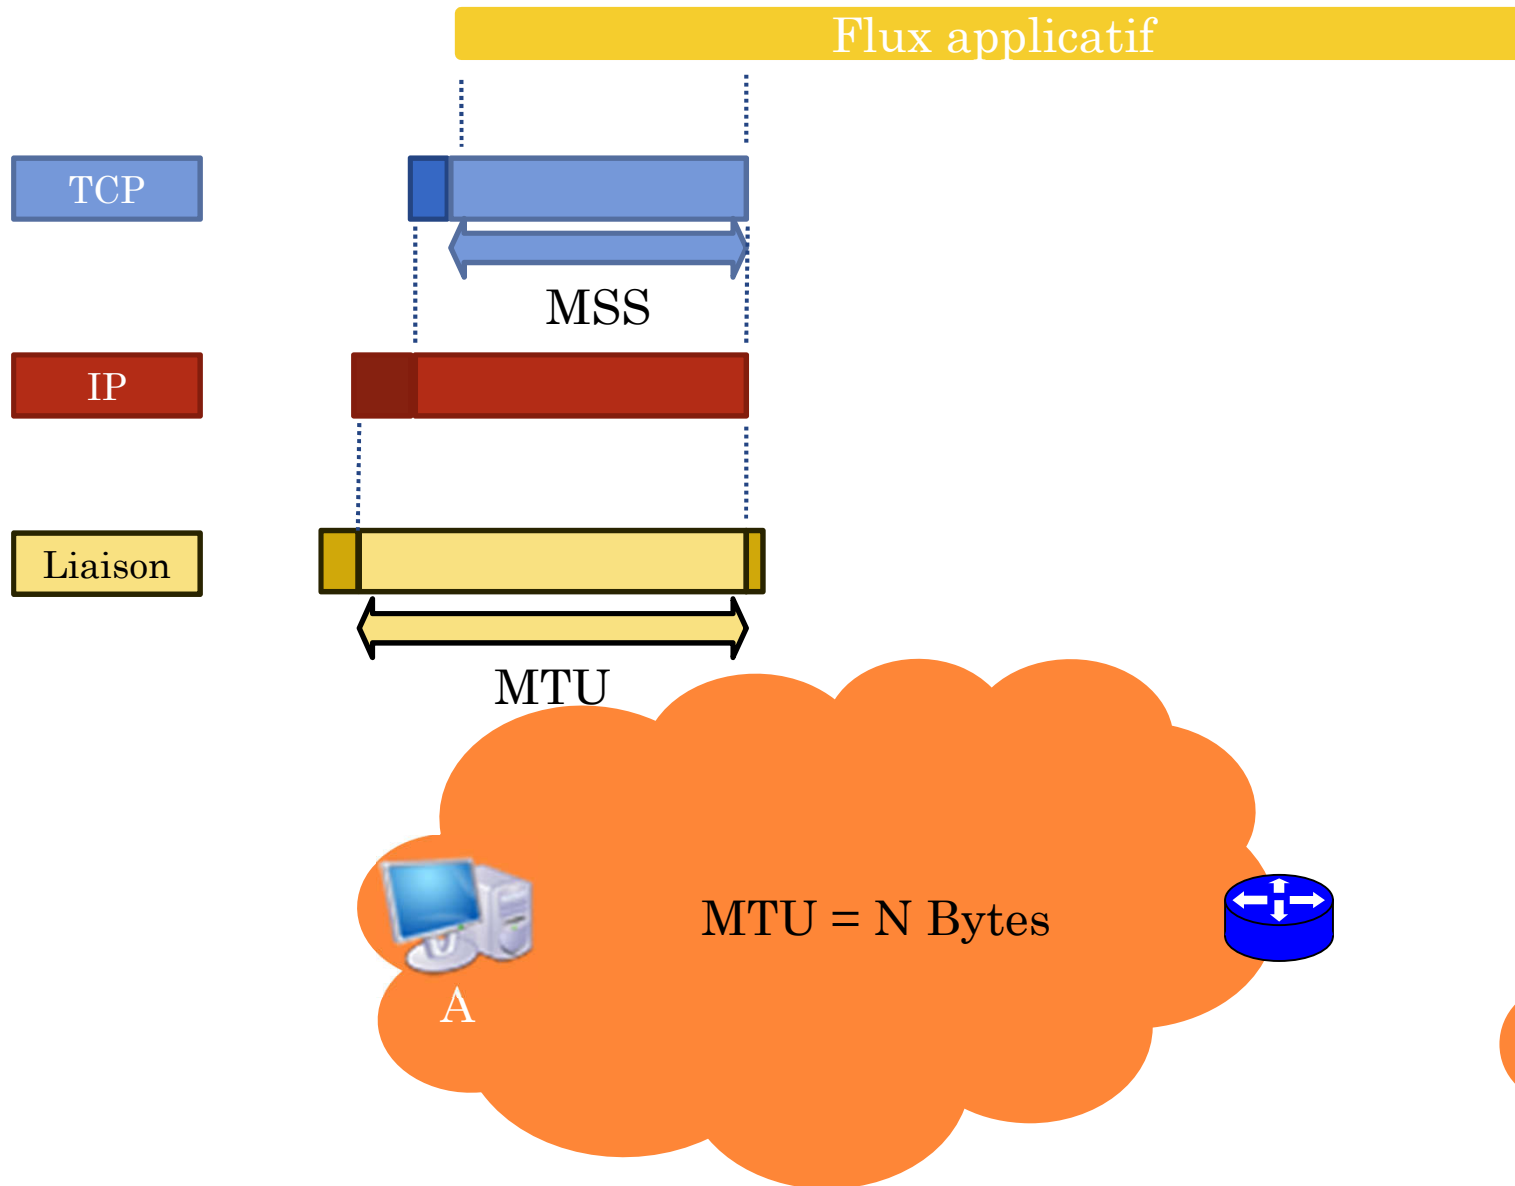 Flux applicatif
TCP
MSS
IP
Liaison
MTU
MTU = N Bytes
A